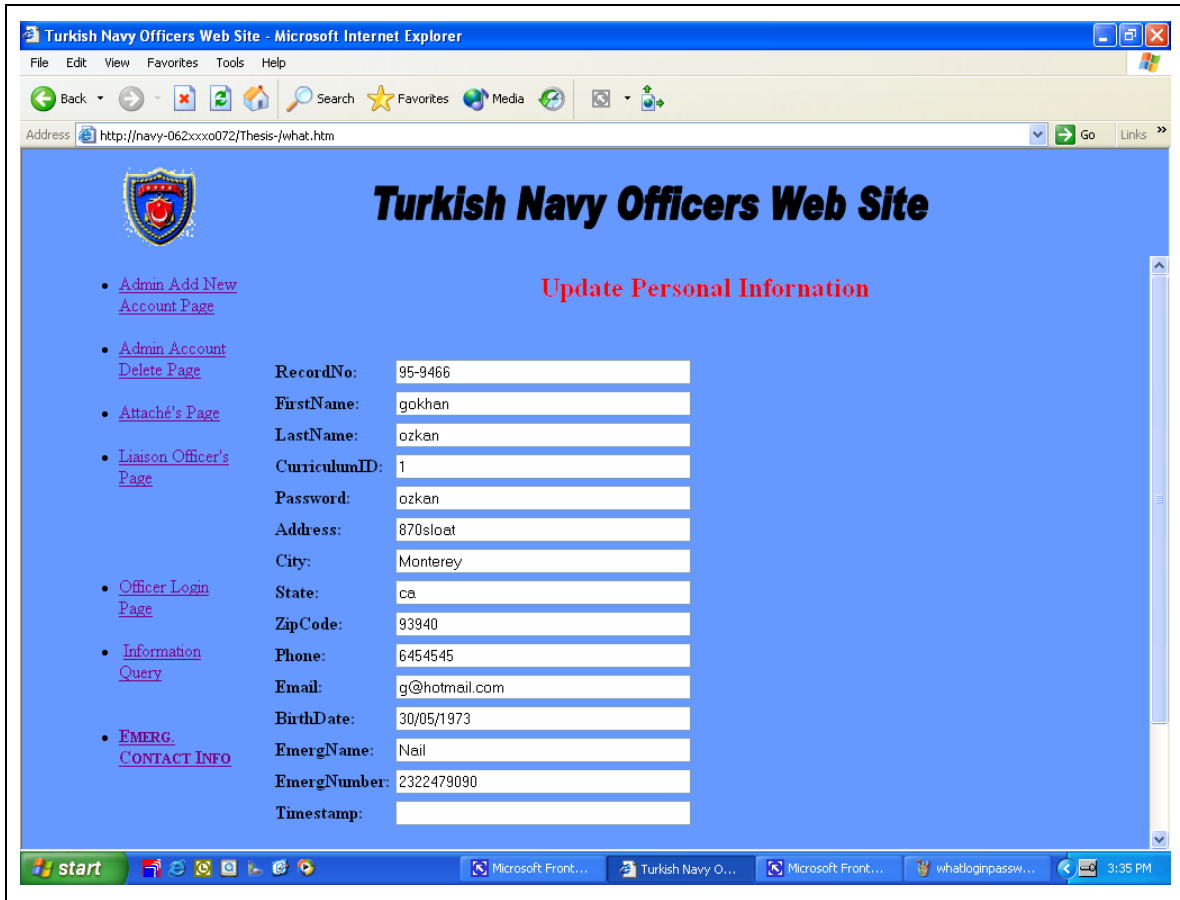 Turkish Navy Officers Web Site - Microsoft Internet Explorer
File Edit View Favorites Tools Help
Back Search Favorites Media
Address http://navy-062xxxo072/Thesis-/what.htm Go Links »
Turkish Navy Officers Web Site
Admin Add New
Account Page
Admin Account
Delete Page
Attaché's Page
Liaison Officer's
Page
Officer Login
Page
Information
Query
EMERG.
CONTACT INFO
Update Personal Infornation
RecordNo: 95-9466
FirstName: gokhan
LastName: ozkan
CurriculumID: 1
Password: ozkan
Address: 870sloat
City: Monterey
State: ca
ZipCode: 93940
Phone: 6454545
Email: g@hotmail.com
BirthDate: 30/05/1973
EmergName: Nail
EmergNumber: 2322479090
Timestamp:
start Microsoft Front... Turkish Navy O... Microsoft Front... whatloginpassw... 3:35 PM